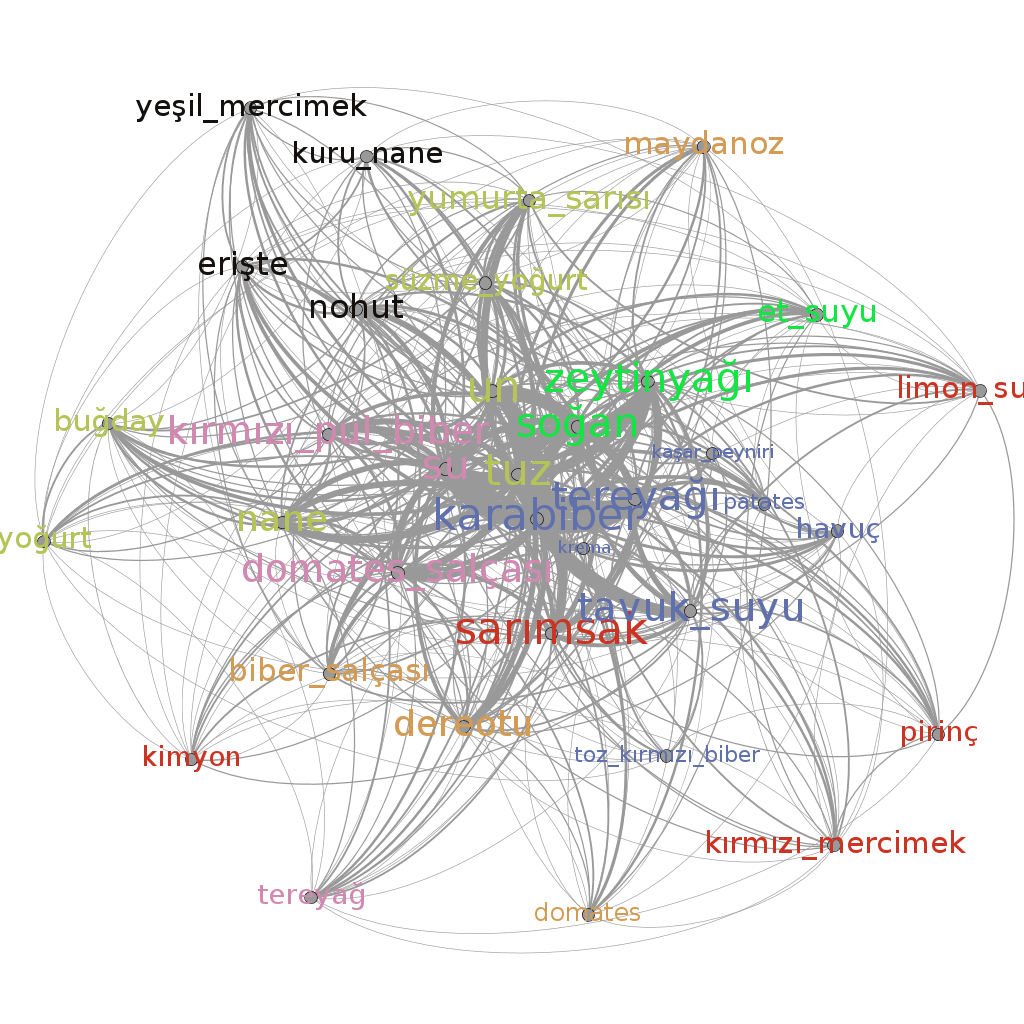 yeşil_mercimek
kuru_nane
maydanoz
yumurta_sarısı
erişte
süzme_yoğurt
nohut
et_suyu
zeytinyağı
un
limon_su
buğday
soğan
kırmızı_pul_biber
kaşar_peyniri
su
tuz
tereyağı
patates
karabiber
nane
havuç
yoğurt
krema
domates_salçası
tavuk_suyu
sarımsak
biber_salçası
dereotu
pirinç
kimyon
toz_kırmızı_biber
kırmızı_mercimek
tereyağ
domates